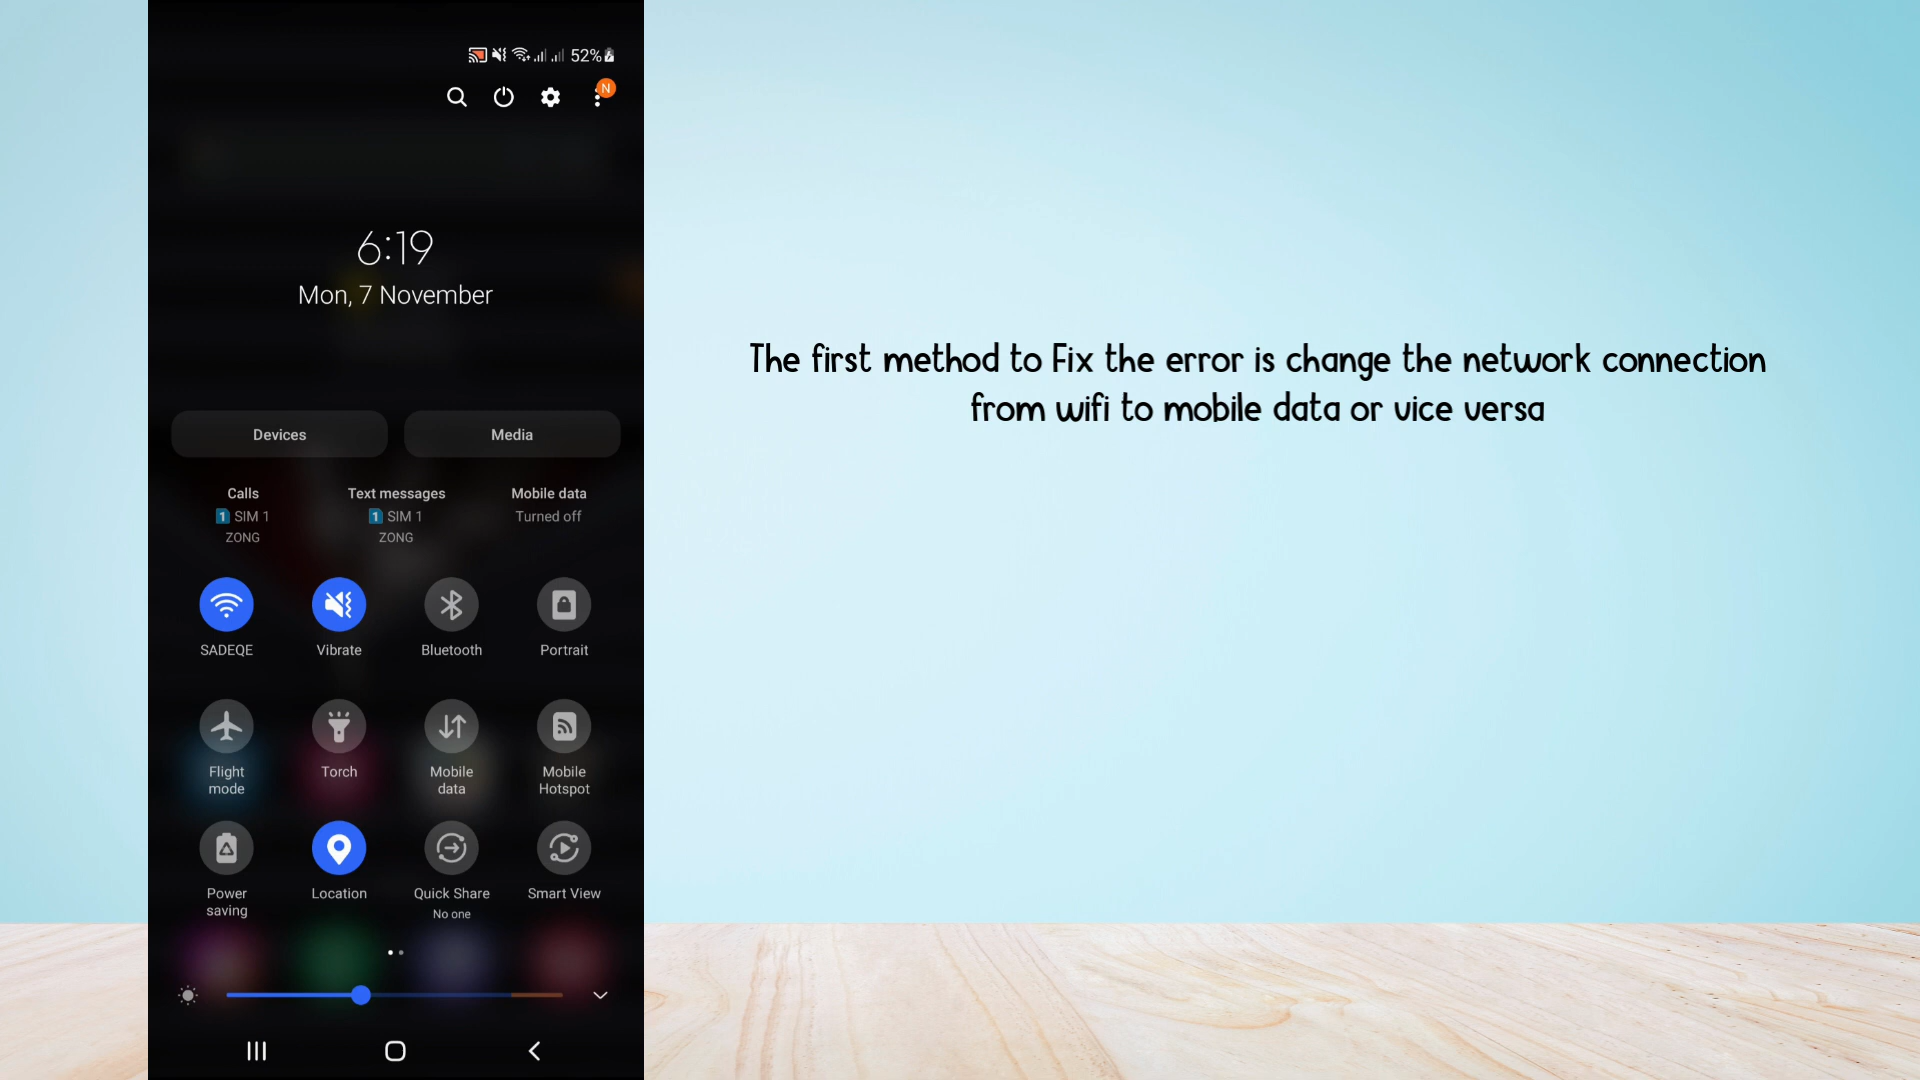 52%
N
6:19
Mon, 7 November
Devices
Media
Calls
Text messages
Mobile data
1 SIM 1
1 SIM 1
Turned off
ZONG
ZONG
SADEQE
Vibrate
Bluetooth
Portrait
Flight
mode
Torch
Mobile
data
Mobile
Hotspot
Power
saving
Location
Quick Share
No one
Smart View
The first method to Fix the error is change the network connection
from wifi to mobile data or vice versa